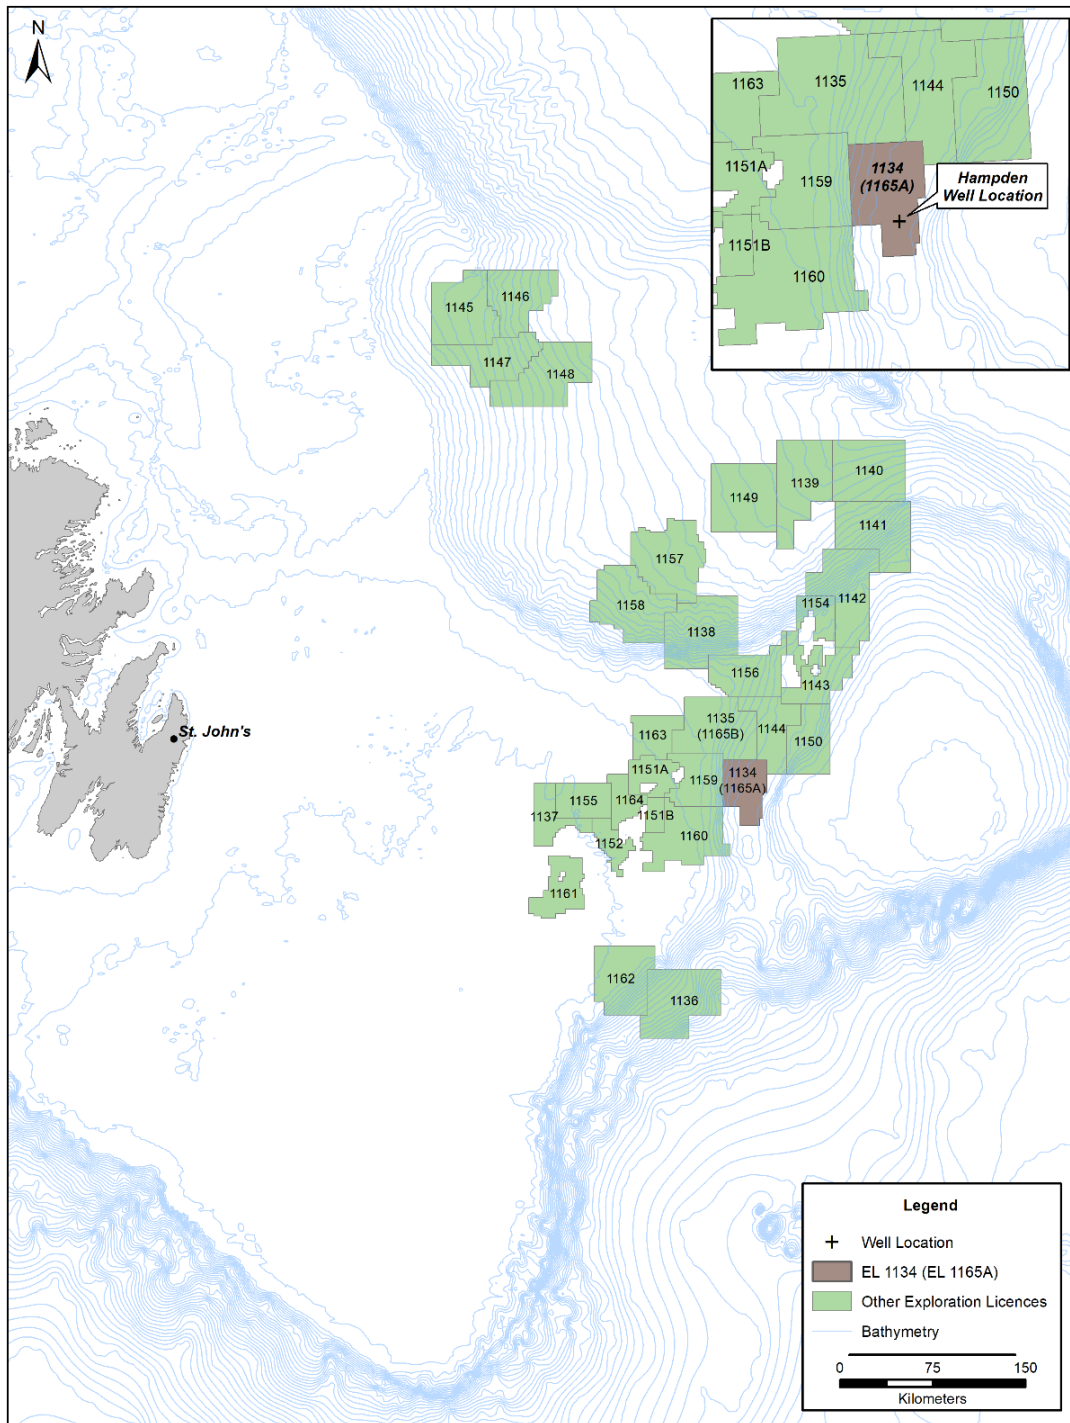 N
1163
1135
1144
1150
1151A
1159
1134
(1165A)
Hampden
Well Location
1151B
1160
1145
1146
1147
1148
1149
1139
1140
1141
1157
1158
1138
1154
1142
1156
1143
1135
(1165B)
1144
1150
1163
St. John's
1151A
1159
1134
(1165A)
1155
1164
1137
1151B
1152
1160
1161
1162
1136
Legend
Well Location
EL 1134 (EL 1165A)
Other Exploration Licences
Bathymetry
0 75 150
Kilometers